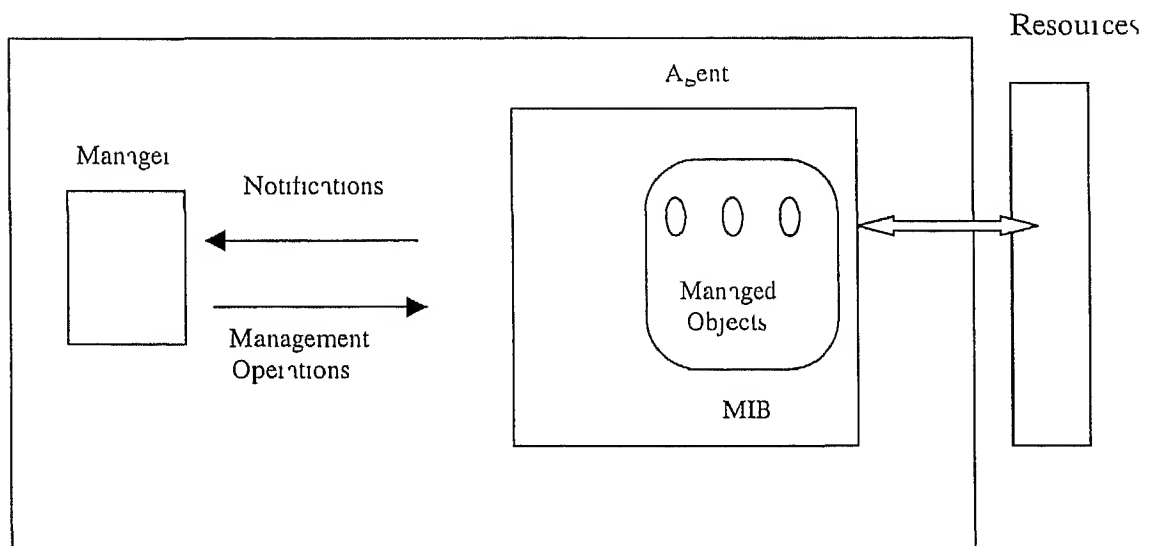 Resources
Agent
Manager
Notifications
Managed
Objects
Management
Operations
MIB